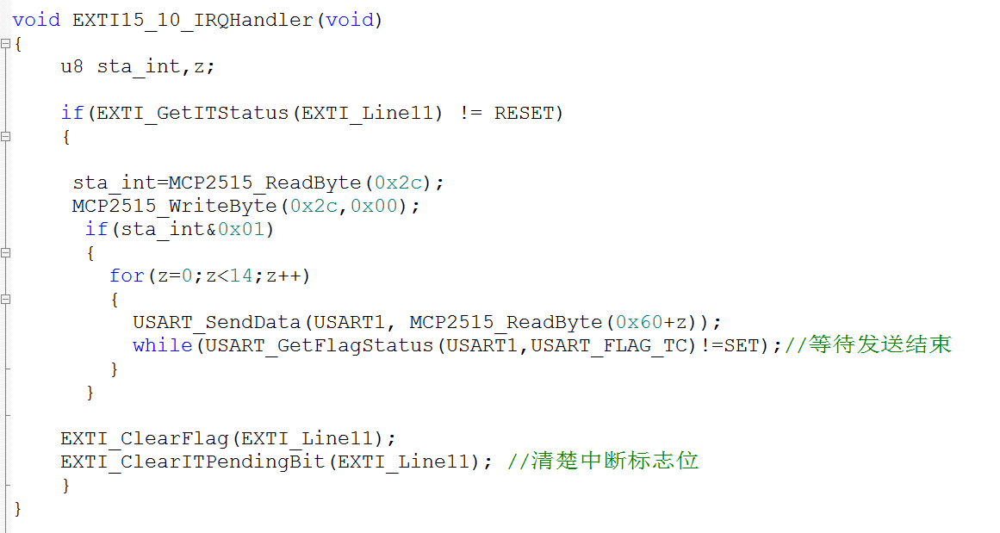 void EXTI15_10_IRQHandler(void)
{
u8 sta_int,z;
if(EXTI_GetITStatus(EXTI_Line11) != RESET)
{
sta_int=MCP2515_ReadByte(0x2c);
MCP2515_WriteByte(0x2c,0x00);
if(sta_int&0x01)
{
for(z=0;z<14;z++)
{
USART_SendData(USART1, MCP2515_ReadByte(0x60+z));
while(USART_GetFlagStatus(USART1,USART_FLAG_TC)!=SET);//等待发送结束
}
}
EXTI_ClearFlag(EXTI_Line11);
EXTI_ClearITPendingBit(EXTI_Line11); //清楚中断标志位
}
}